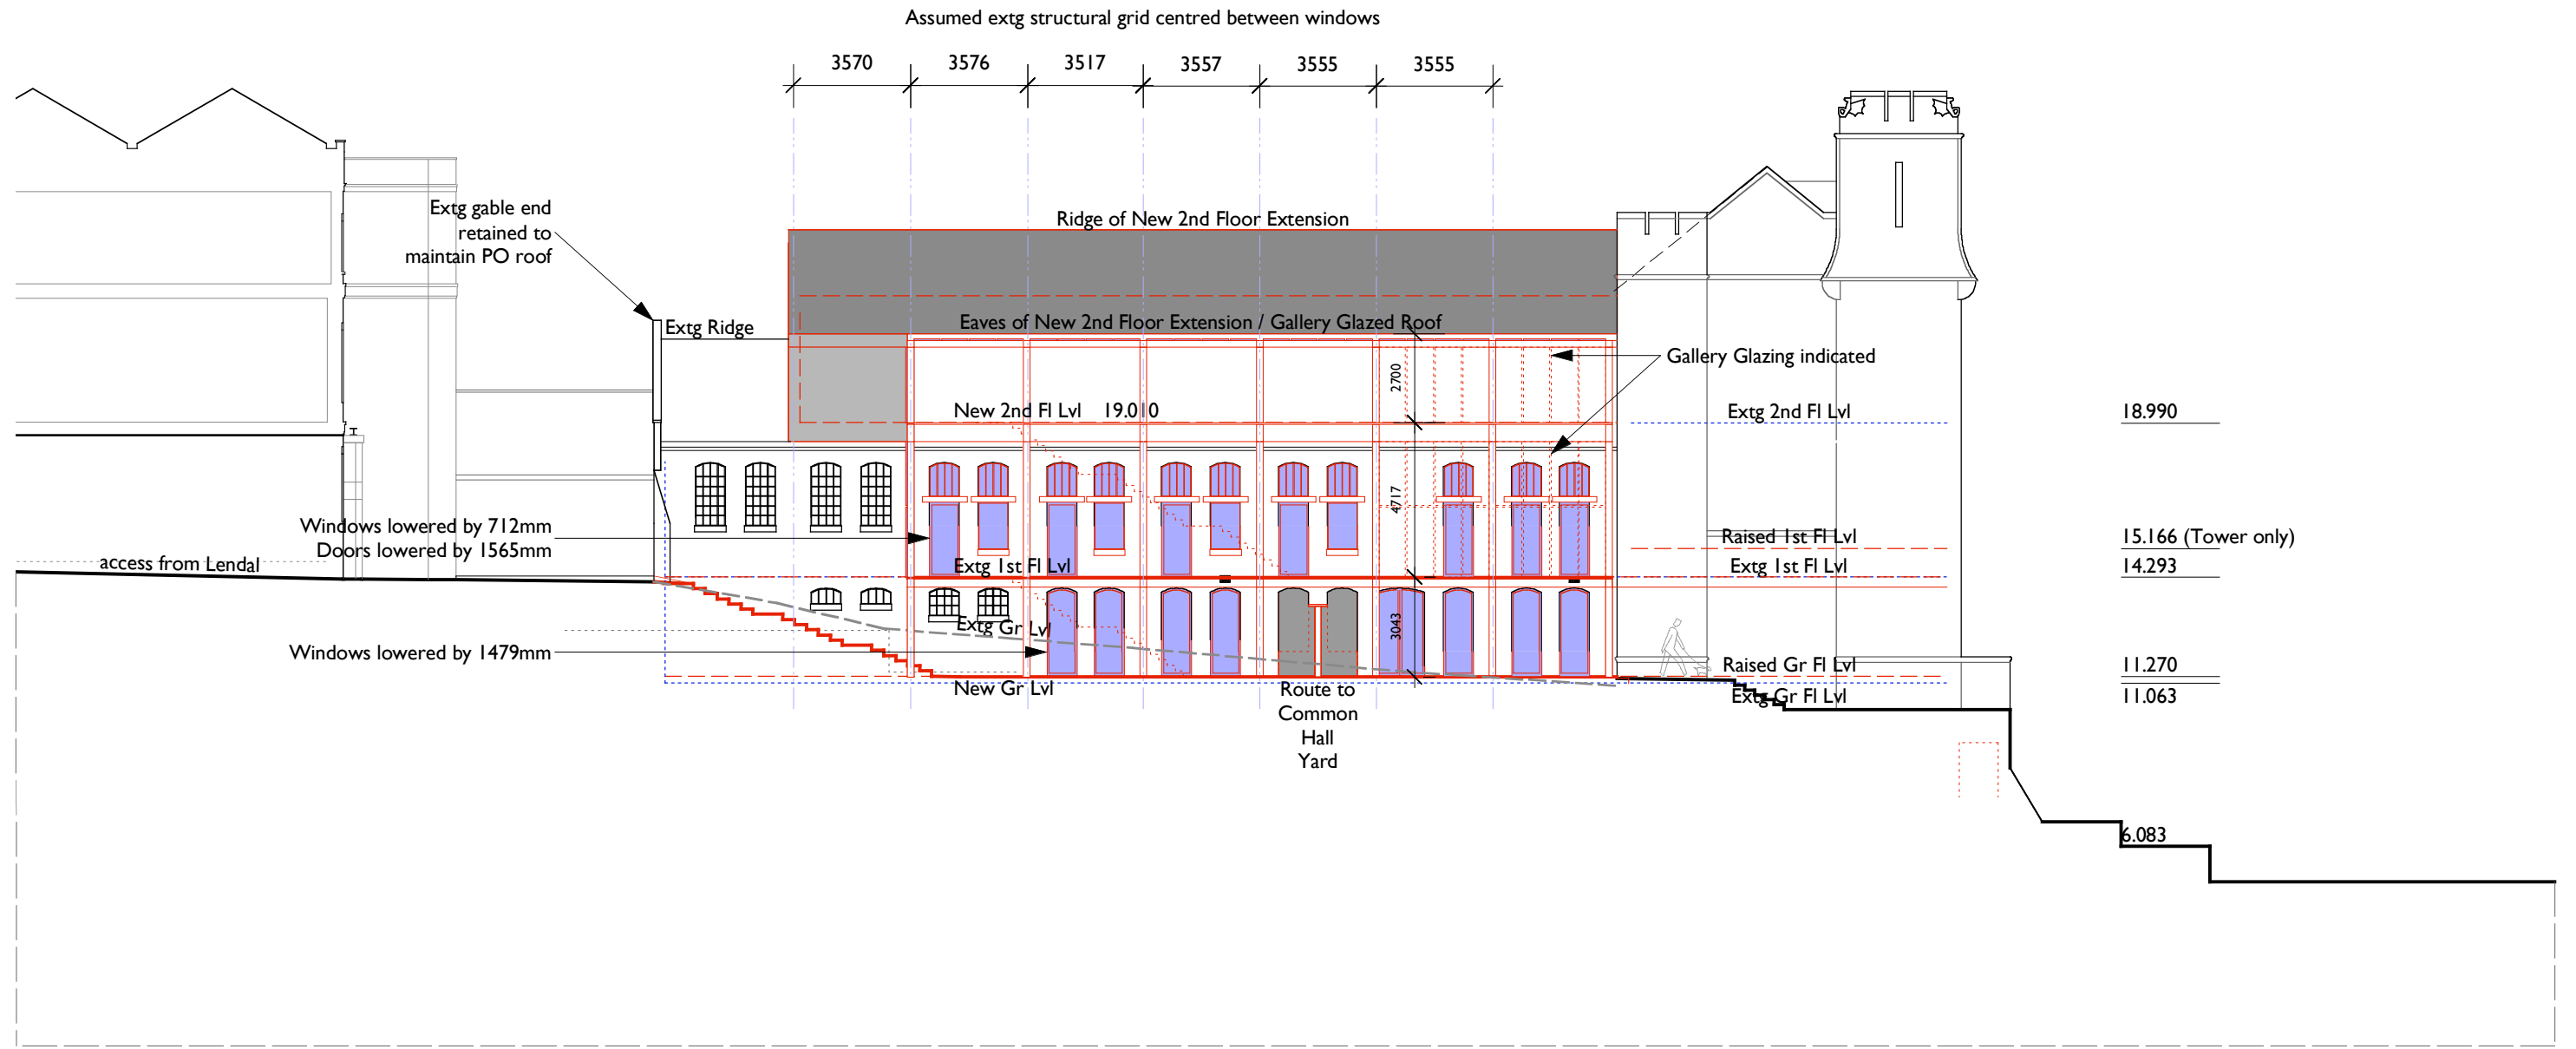 Assumed extg structural grid centred between windows
3570 3576 3517 3557 3555 3555
Extg gable end
retained to
maintain PO roof
Ridge of New 2nd Floor Extension
Extg Ridge
Eaves of New 2nd Floor Extension / Gallery Glazed Roof
Gallery Glazing indicated
2700
New 2nd Fl Lvl 19.010
Extg 2nd Fl Lvl 18.990
4717
Windows lowered by 712mm
Doors lowered by 1565mm
Raised 1st Fl Lvl 15.166 (Tower only)
access from Lendal
Extg 1st Fl Lvl
Extg 1st Fl Lvl 14.293
Extg Gr Lvl
3043
Windows lowered by 1479mm
Raised Gr Fl Lvl 11.270
New Gr Lvl
Extg Gr Fl Lvl 11.063
Route to
Common
Hall
Yard
6.083